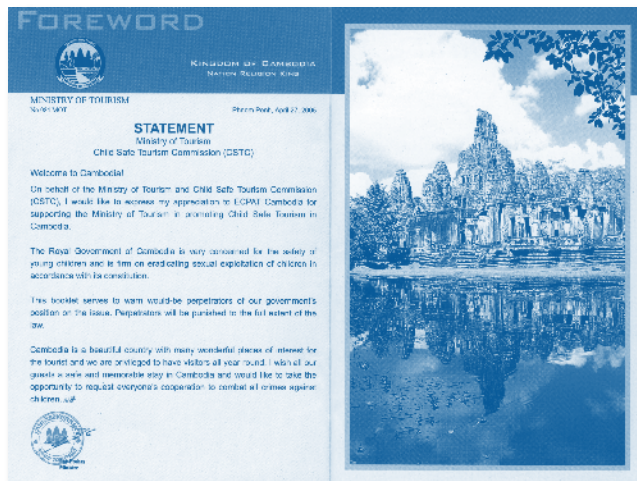 FOREWORD
KINGDOM OF CAMBODIA
NATION RELIGION KING
MINISTRY OF TOURISM
MOT
Phnom Penh, April 27, 2006
STATEMENT
Ministry of Tourism
Child Safe Tourism Commission (CSTC)
Welcome to Cambodia!
On behalf of the Ministry of Tourism and Child Safe Tourism Commission
(CSTC), I would like to express my appreciation to ECPAT Cambodia for
supporting the Ministry of Tourism in promoting Child Safe Tourism in
Cambodia.
The Royal Government of Cambodia is very concerned for the safety of
young children and is firm on eradicating sexual exploitation of children in
accordance with its constitution.
This booklet serves to warn would-be perpetrators of our government's
position on the issue. Perpetrators will be punished to the full extent of the
law.
Cambodia is a beautiful country with many wonderful places of interest for
the tourist and we are privileged to have visitors all year round. I wish all our
guests a safe and memorable stay in Cambodia and would like to take the
opportunity to request everyone's cooperation to combat all crimes against
children.
Minister